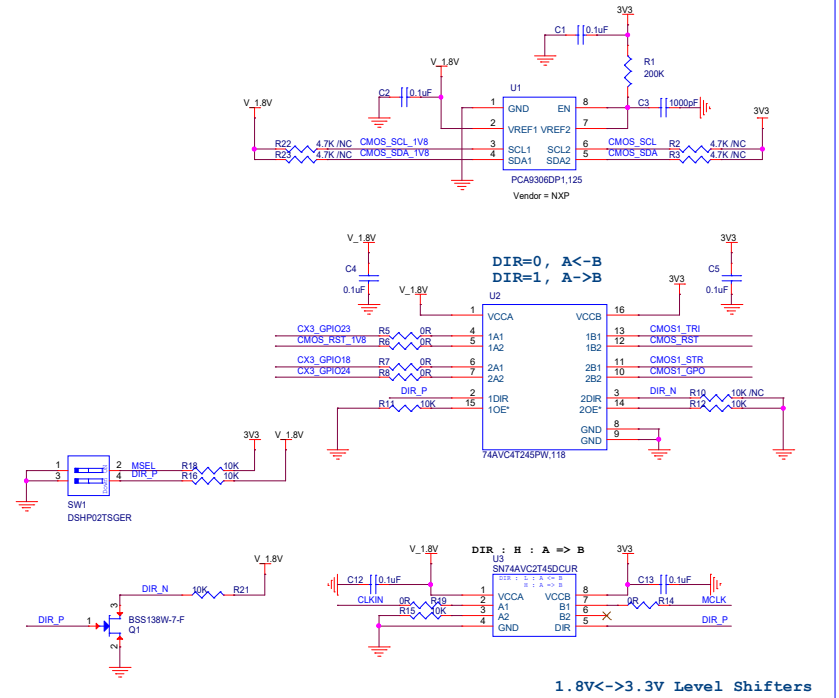 3V3
C1
0.1uF
R1
200K
V_1.8V
C2
0.1uF
U1
1
GND
EN
8
C3
1000pF
2
VREF1
VREF2
7
V_1.8V
3V3
R22
4.7K /NC
CMOS_SCL_1V8
3
SCL1
SCL2
6
CMOS_SCL
R2
4.7K /NC
R23
4.7K /NC
CMOS_SDA_1V8
4
SDA1
SDA2
5
CMOS_SDA
R3
4.7K /NC
PCA9306DP1,125
Vendor = NXP
V_1.8V
3V3
DIR=0, A<-B
DIR=1, A->B
C4
0.1uF
C5
0.1uF
V_1.8V
3V3
U2
1
VCCA
VCCB
16
CX3_GPIO23
R5
0R
4
1A1
1B1
13
CMOS1_TRI
CMOS_RST_1V8
R6
0R
5
1A2
1B2
12
CMOS_RST
CX3_GPIO18
R7
0R
6
2A1
2B1
11
CMOS1_STR
CX3_GPIO24
R8
0R
7
2A2
2B2
10
CMOS1_GPO
DIR_P
2
1DIR
2DIR
3
DIR_N
R10
10K /NC
R11
10K
15
1OE*
2OE*
14
R12
10K
GND
8
GND
9
74AVC4T245PW,118
3V3
V_1.8V
1
2
MSEL
R18
10K
3
4
DIR_P
R16
10K
SW1
DSHP02TSGER
V_1.8V
DIR_N
10K
R21
3
DIR_P
1
BSS138W-7-F
Q1
2
V_1.8V
DIR : H : A => B
3V3
U3
SN74AVC2T45DCUR
DIR : L : A <= B
H : A => B
C12
0.1uF
C13
0.1uF
1
VCCA
VCCB
8
CLKIN
0R
R19
2
A1
B1
7
0R
R14
MCLK
R15
10K
3
A2
B2
6
4
GND
DIR
5
DIR_P
1.8V<->3.3V Level Shifters